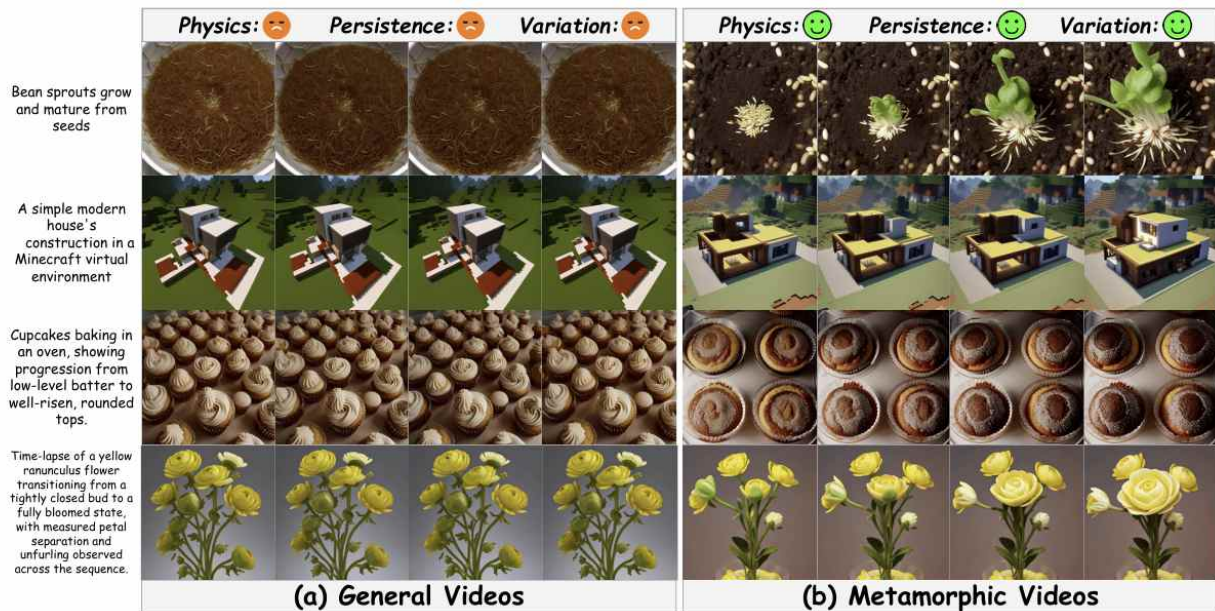 Physics: Persistence: Variation:
Physics: Persistence: Variation:
Bean sprouts grow
and mature from
seeds
A simple modern
house's
construction in a
Minecraft virtual
environment
Cupcakes baking in
an oven, showing
progression from
low-level batter to
well-risen, rounded
tops.
Time-lapse of a yellow
ranunculus flower
transitioning from a
tightly closed bud to a
fully bloomed state,
with measured petal
separation and
unfurling observed
across the sequence.
(a) General Videos
(b) Metamorphic Videos